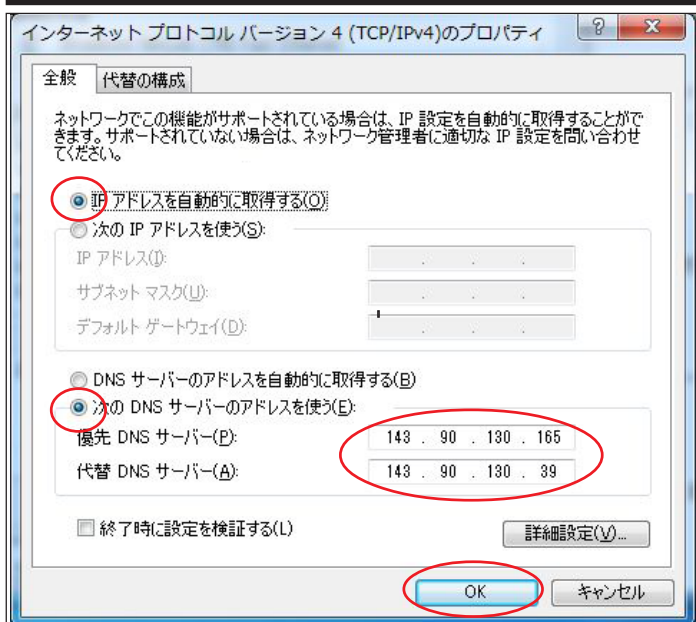 インターネット プロトコル バージョン 4 (TCP/IPv4)のプロパティ
全般
代替の構成
ネットワークでこの機能がサポートされている場合は、IP 設定を自動的に取得することがで
きます。サポートされていない場合は、ネットワーク管理者に適切な IP 設定を問い合わせ
てください。
IP アドレスを自動的に取得する(O)
次の IP アドレスを使う(S):
IP アドレス(I):
サブネット マスク(U):
デフォルト ゲートウェイ(D):
DNS サーバーのアドレスを自動的に取得する(B)
次の DNS サーバーのアドレスを使う(E):
優先 DNS サーバー(P): 143 . 90 . 130 . 165
代替 DNS サーバー(A): 143 . 90 . 130 . 39
終了時に設定を検証する(L)
詳細設定(V)...
OK キャンセル